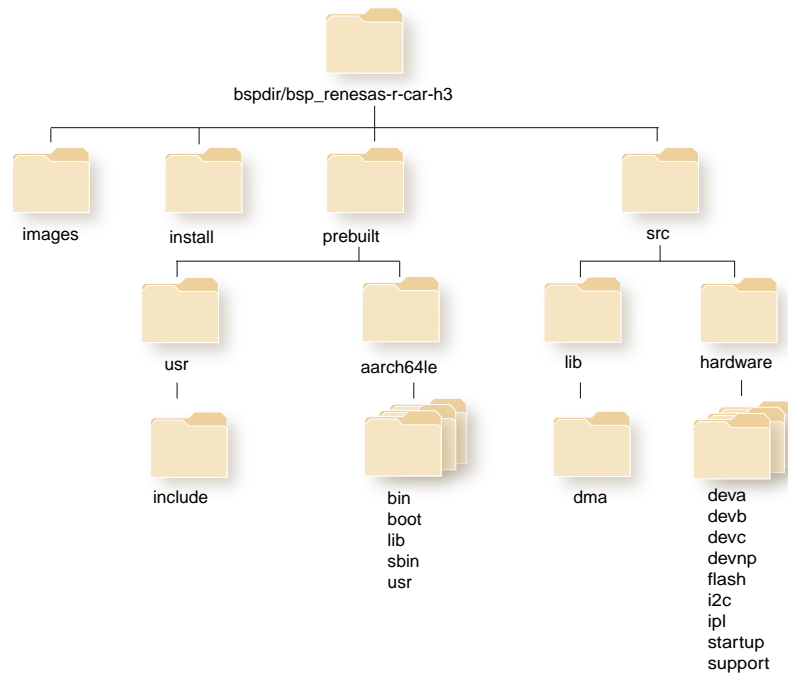 bspdir/bsp_renesas-r-car-h3
images
install
prebuilt
src
usr
aarch64le
lib
hardware
include
bin
boot
lib
sbin
usr
dma
deva
devb
devc
devnp
flash
i2c
ipl
startup
support